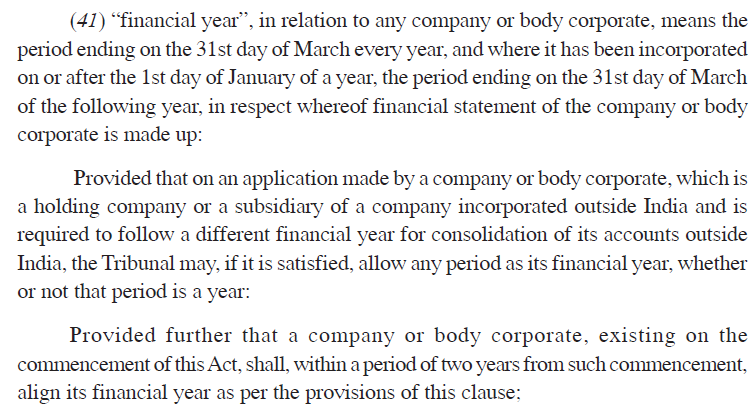 (41) “financial year”, in relation to any company or body corporate, means the
period ending on the 31st day of March every year, and where it has been incorporated
on or after the 1st day of January of a year, the period ending on the 31st day of March
of the following year, in respect whereof financial statement of the company or body
corporate is made up:
Provided that on an application made by a company or body corporate, which is
a holding company or a subsidiary of a company incorporated outside India and is
required to follow a different financial year for consolidation of its accounts outside
India, the Tribunal may, if it is satisfied, allow any period as its financial year, whether
or not that period is a year:
Provided further that a company or body corporate, existing on the
commencement of this Act, shall, within a period of two years from such commencement,
align its financial year as per the provisions of this clause;